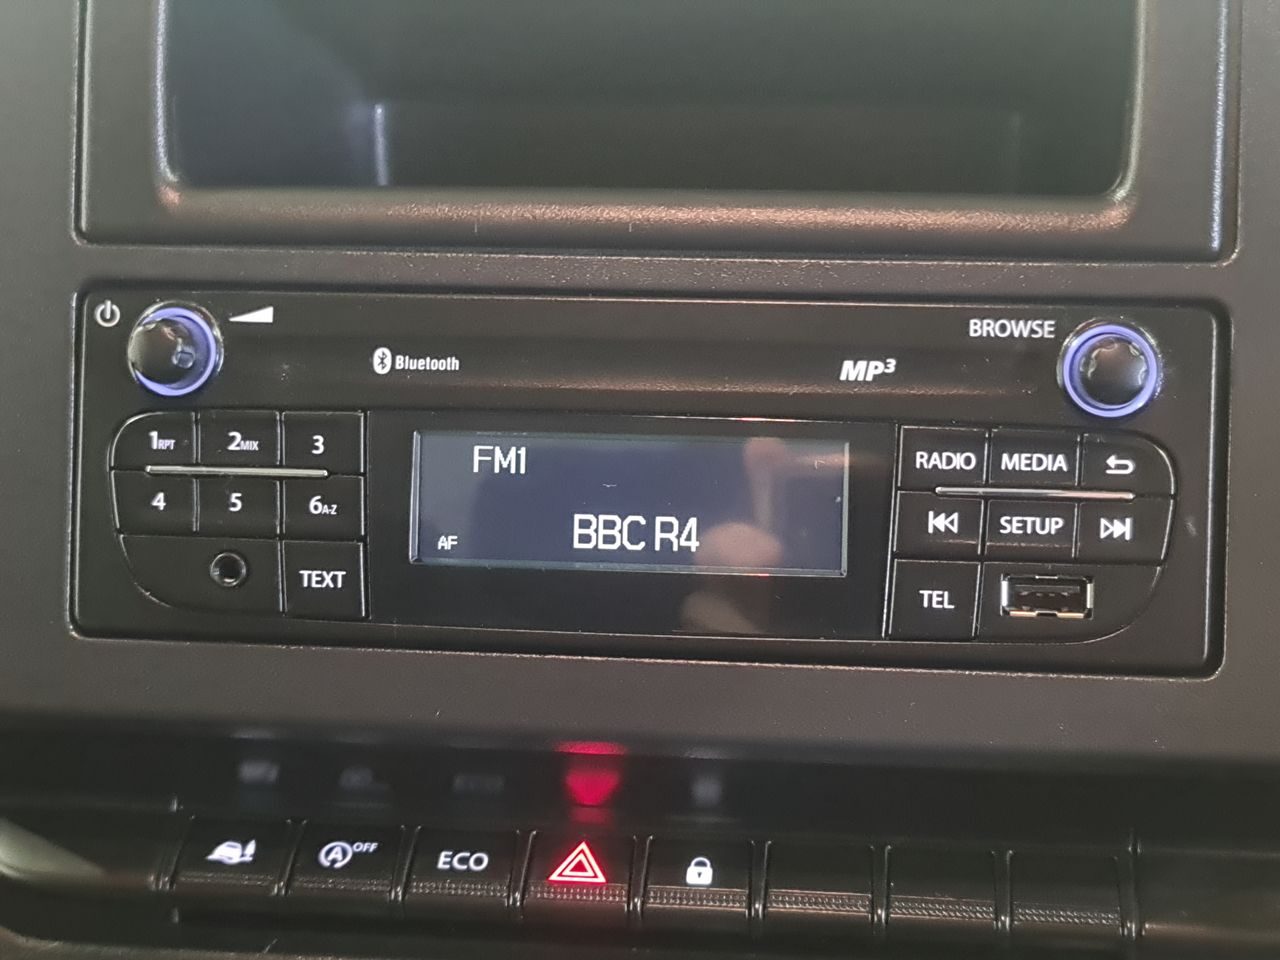 BROWSE
Bluetooth
MP3
1RPT 2MIX 3
4 5 6A-Z
TEXT
FM1
BBC R4
AF
RADIO MEDIA
SETUP
TEL
A OFF
ECO